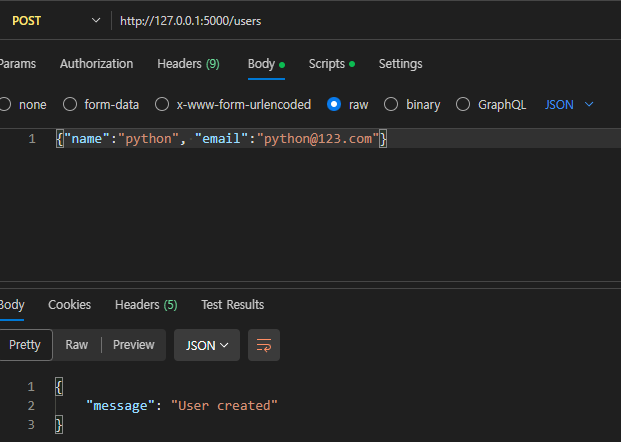 POST http://127.0.0.1:5000/users
Params Authorization Headers (9) Body Scripts Settings
none form-data x-www-form-urlencoded raw binary GraphQL JSON
1 {"name":"python", "email":"python@123.com"}
Body Cookies Headers (5) Test Results
Pretty Raw Preview JSON
1 {
2 "message": "User created"
3 }